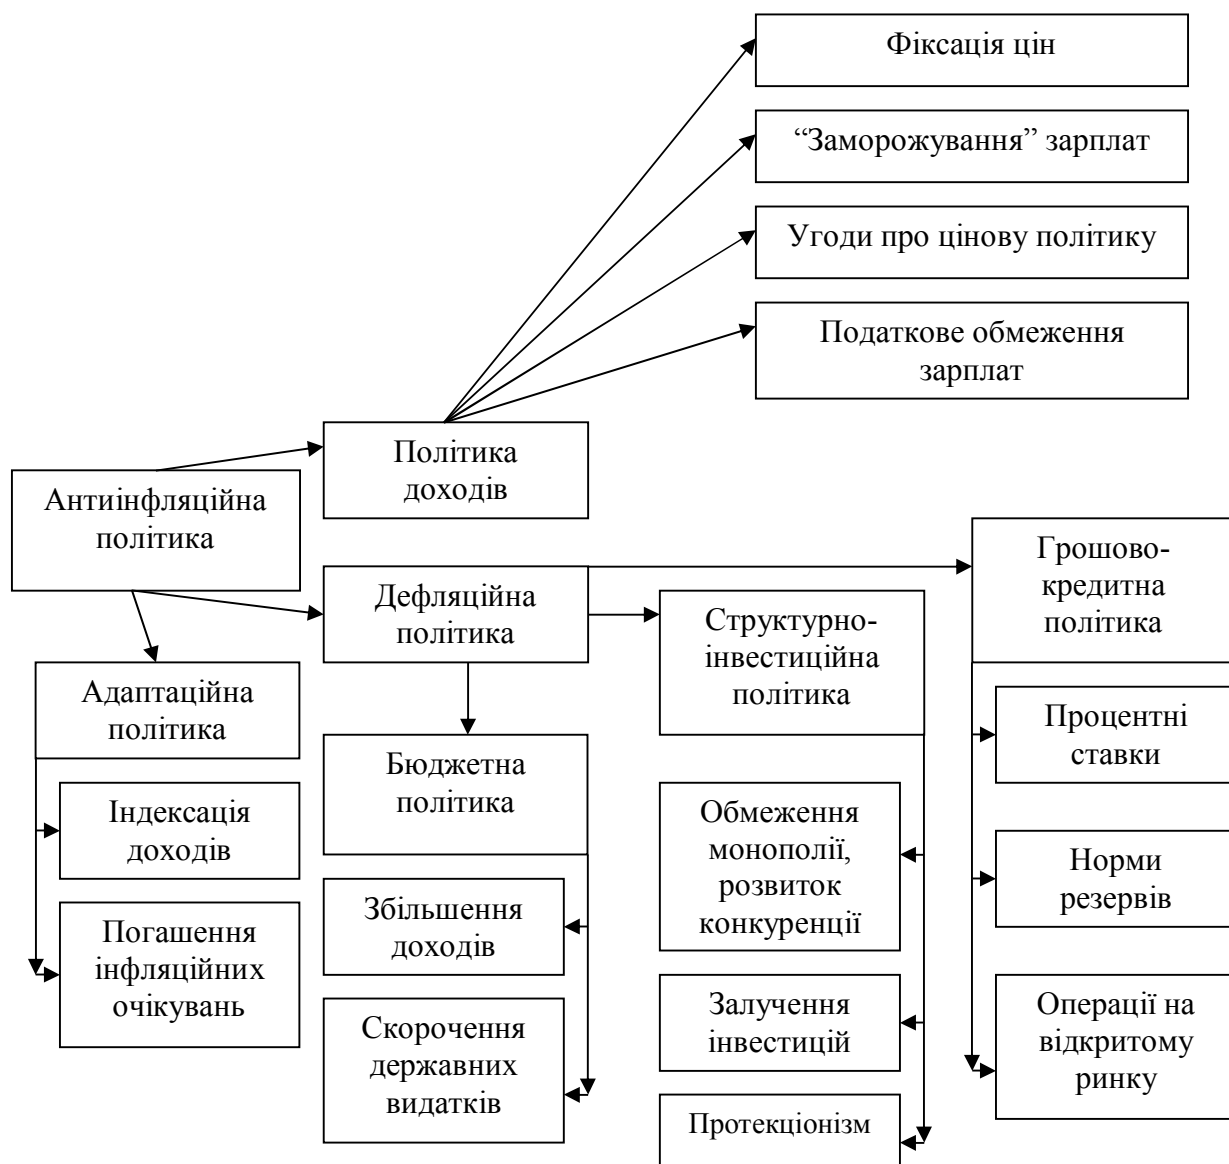 Фіксація цін
“Заморожування” зарплат
Угоди про цінову політику
Податкове обмеження
зарплат
Політика
доходів
Антиінфляційна
політика
Грошово-
кредитна
політика
Дефляційна
політика
Структурно-
інвестиційна
політика
Адаптаційна
політика
Процентні
ставки
Бюджетна
політика
Індексація
доходів
Обмеження
монополії,
розвиток
конкуренції
Норми
резервів
Збільшення
доходів
Погашення
інфляційних
очікувань
Залучення
інвестицій
Операції на
відкритому
ринку
Скорочення
державних
видатків
Протекціонізм